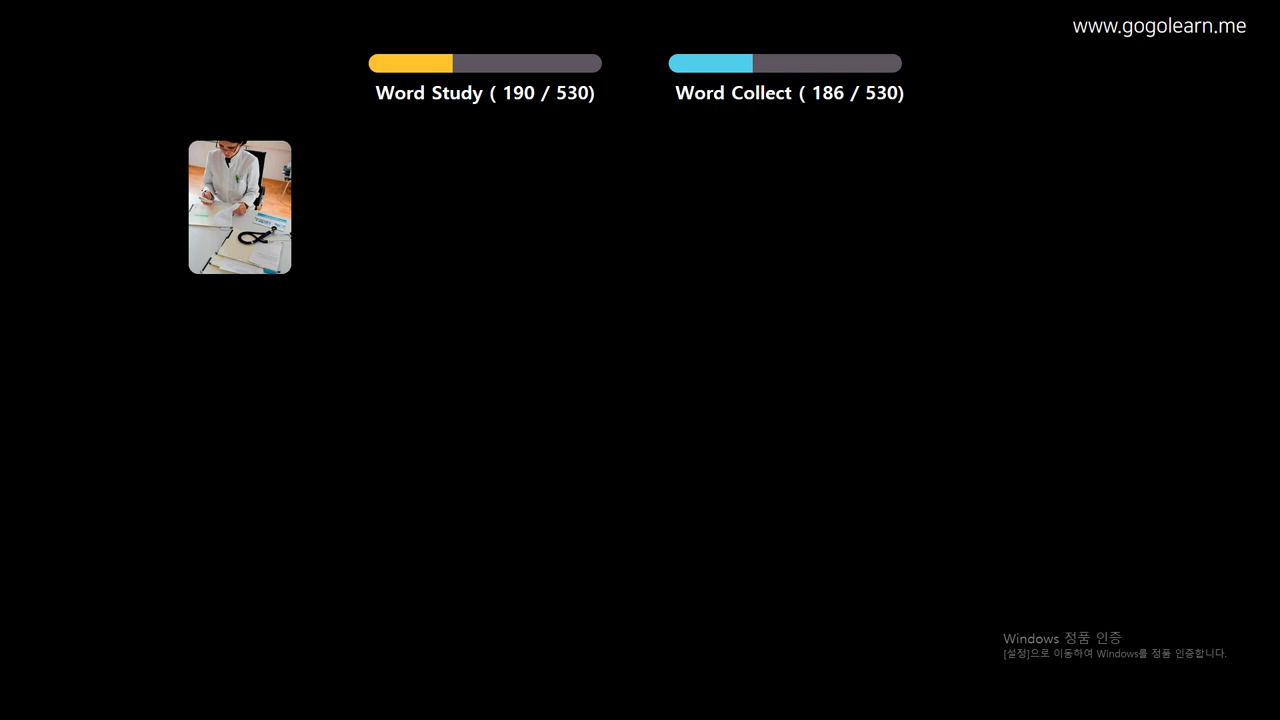 www.gogolearn.me
Word Study ( 190 / 530)
Word Collect ( 186 / 530)
Windows 정품 인증
[설정]으로 이동하여 Windows를 정품 인증합니다.